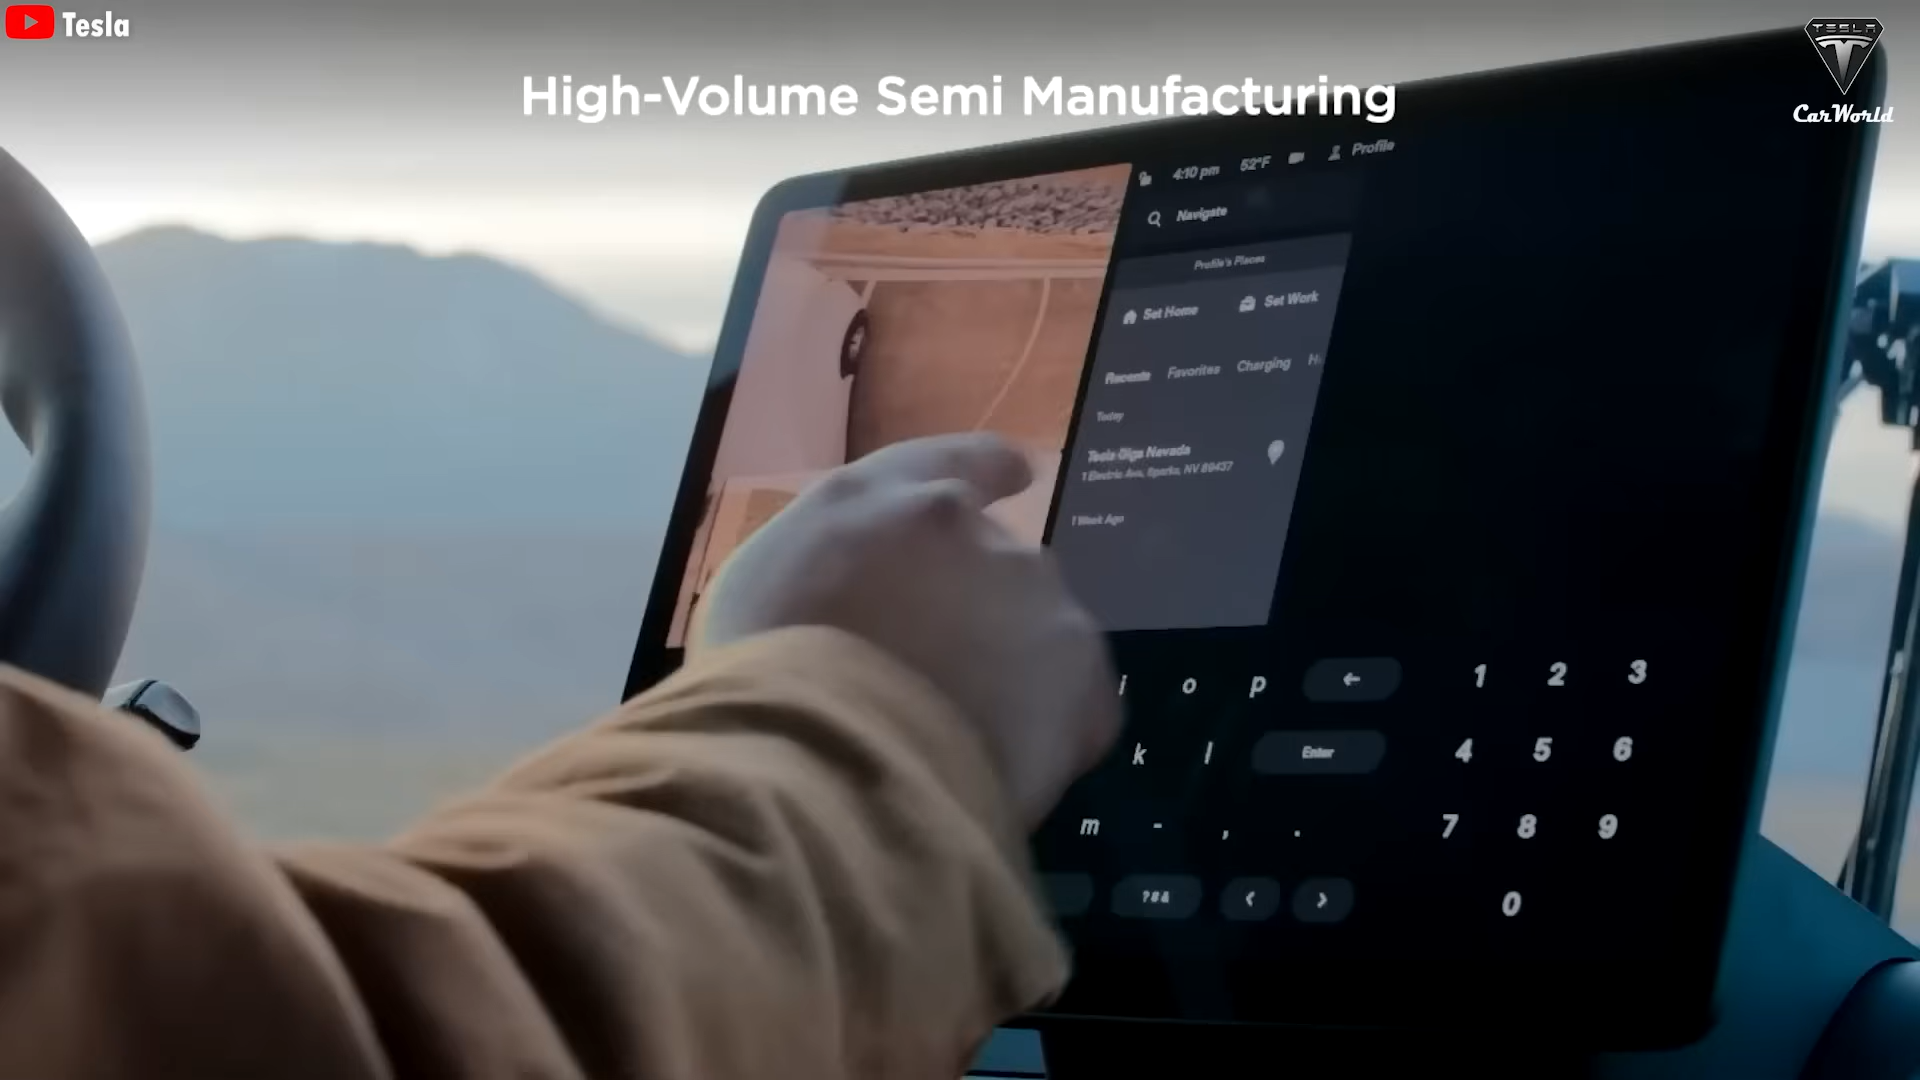 Tesla
TESLA
CarWorld
High-Volume Semi Manufacturing
4:10 pm 52°F Profile
Navigate
Profile's Places
Set Home Set Work
Recents Favorites Charging H
Today
Tesla Giga Nevada
1 Electric Ave, Sparks, NV 89437
1 Week Ago
i o p ← 1 2 3
k l Enter 4 5 6
m - , . 7 8 9
?#& < > 0